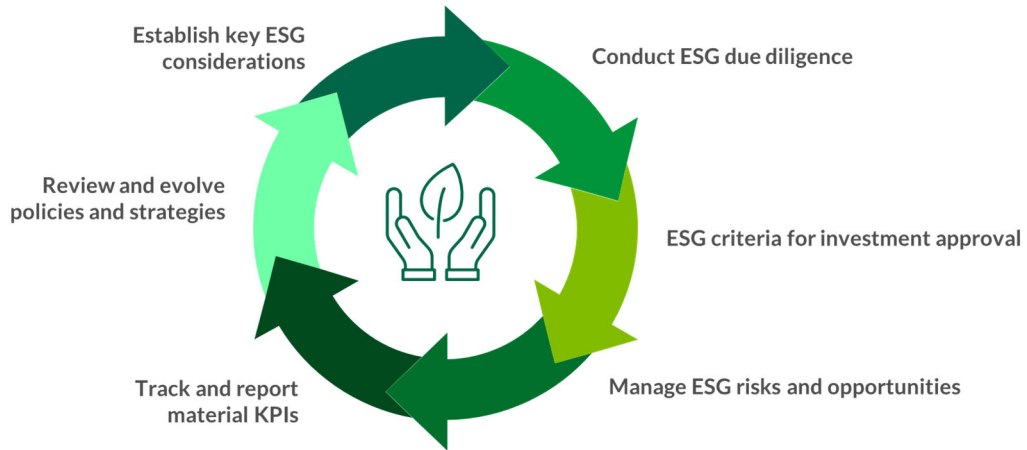 Establish key ESG
considerations
Conduct ESG due diligence
ESG criteria for investment approval
Manage ESG risks and opportunities
Track and report
material KPIs
Review and evolve
policies and strategies